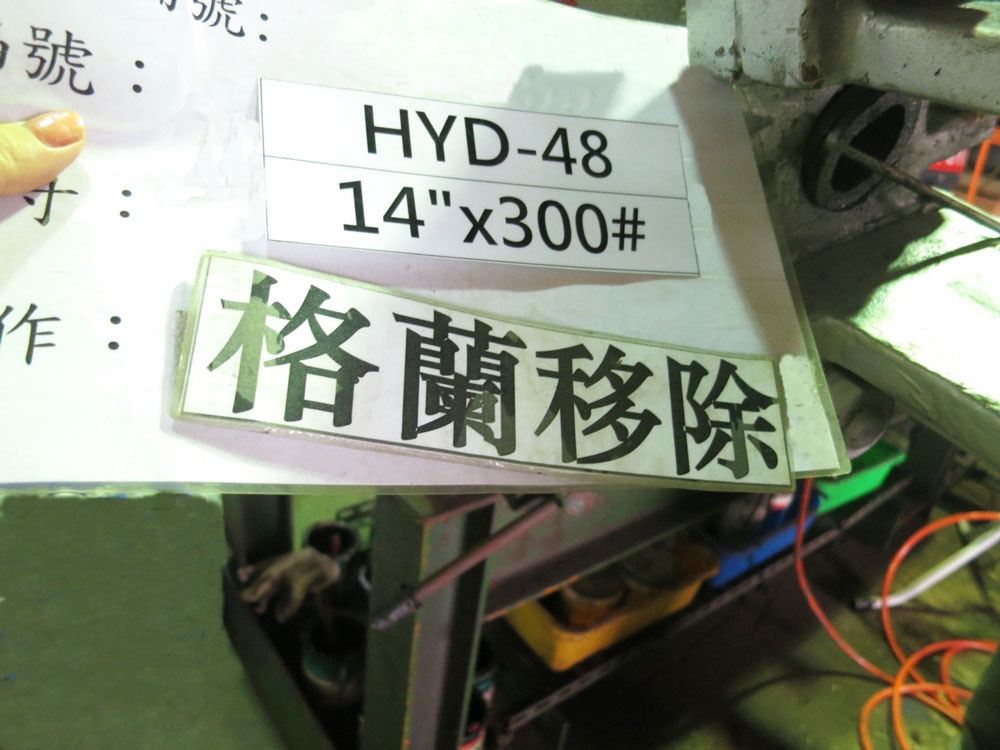 號：
號：
寸：
作：
HYD-48
14"x300#
格蘭移除